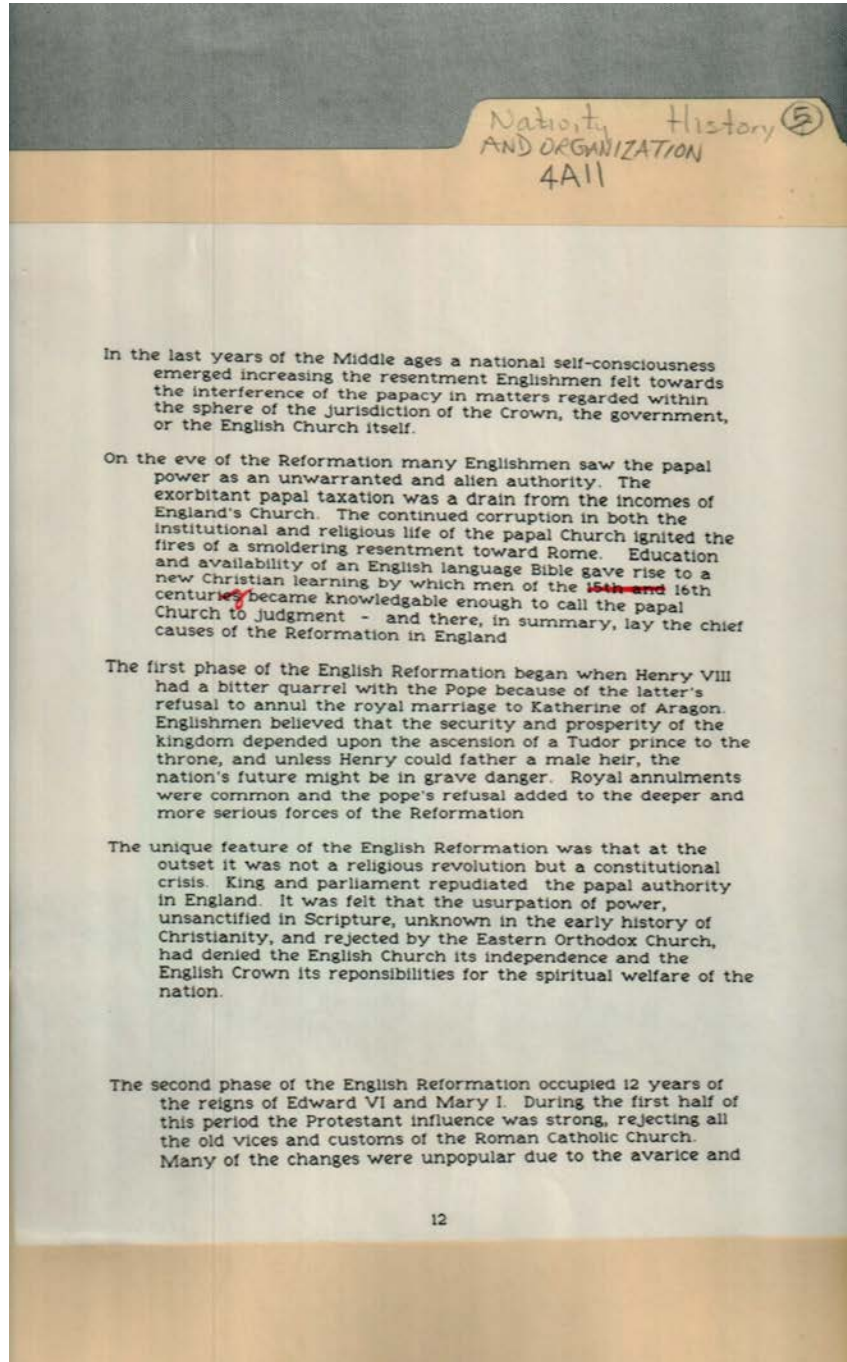 Nativity History 5
AND ORGANIZATION
4A11
In the last years of the Middle ages a national self-consciousness
emerged increasing the resentment Englishmen felt towards
the interference of the papacy in matters regarded within
the sphere of the jurisdiction of the Crown, the government,
or the English Church itself.
On the eve of the Reformation many Englishmen saw the papal
power as an unwarranted and alien authority. The
exorbitant papal taxation was a drain from the incomes of
England's Church. The continued corruption in both the
institutional and religious life of the papal Church ignited the
fires of a smoldering resentment toward Rome. Education
and availability of an English language Bible gave rise to a
new Christian learning by which men of the 15th and 16th
centuries became knowledgable enough to call the papal
Church to judgment - and there, in summary, lay the chief
causes of the Reformation in England
The first phase of the English Reformation began when Henry VIII
had a bitter quarrel with the Pope because of the latter's
refusal to annul the royal marriage to Katherine of Aragon.
Englishmen believed that the security and prosperity of the
kingdom depended upon the ascension of a Tudor prince to the
throne, and unless Henry could father a male heir, the
nation's future might be in grave danger. Royal annulments
were common and the pope's refusal added to the deeper and
more serious forces of the Reformation
The unique feature of the English Reformation was that at the
outset it was not a religious revolution but a constitutional
crisis. King and parliament repudiated the papal authority
in England. It was felt that the usurpation of power,
unsanctified in Scripture, unknown in the early history of
Christianity, and rejected by the Eastern Orthodox Church,
had denied the English Church its independence and the
English Crown its reponsibilities for the spiritual welfare of the
nation.
The second phase of the English Reformation occupied 12 years of
the reigns of Edward VI and Mary I. During the first half of
this period the Protestant influence was strong, rejecting all
the old vices and customs of the Roman Catholic Church.
Many of the changes were unpopular due to the avarice and
12